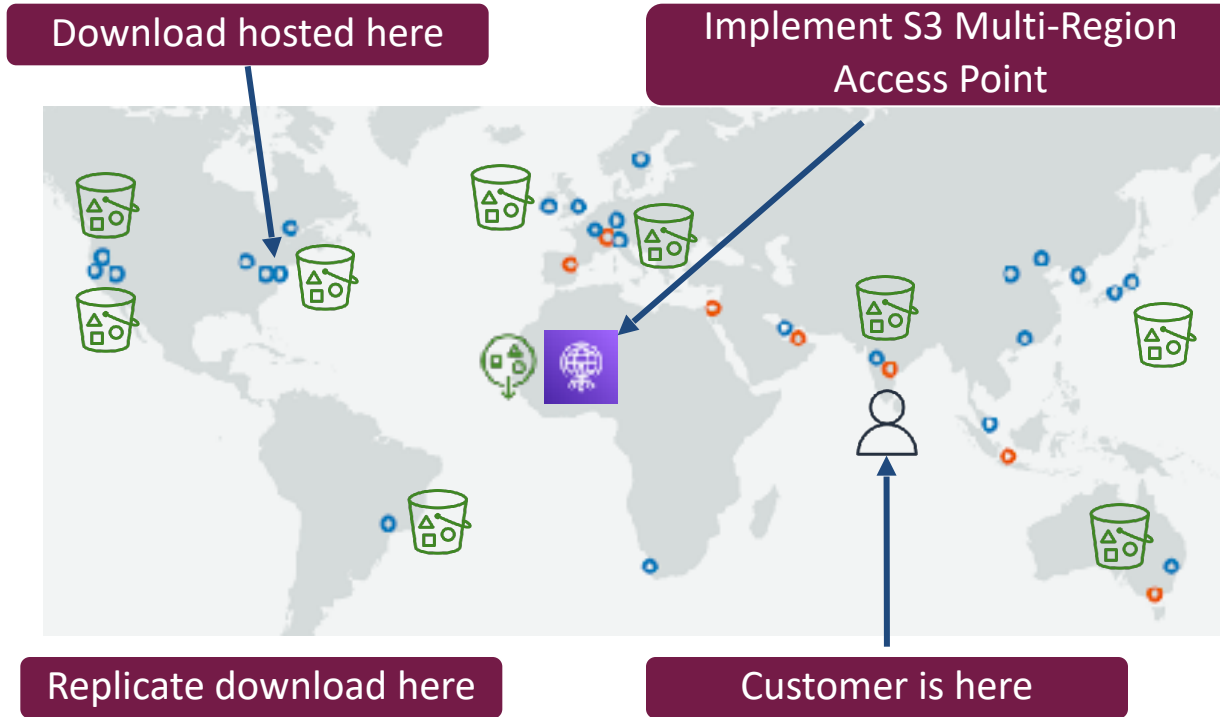 Download hosted here
Implement S3 Multi-Region
Access Point
Replicate download here
Customer is here